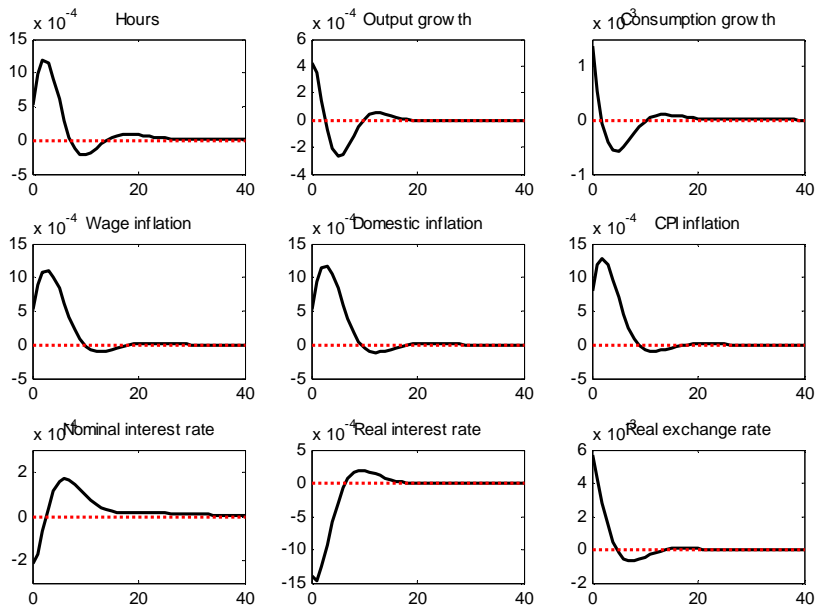 x 10⁻⁴ Hours
15
10
5
0
-5
0 20 40
x 10⁻⁴ Output growth
6
4
2
0
-2
-4
0 20 40
x 10⁻³ Consumption growth
1
0
-1
0 20 40
x 10⁻⁴ Wage inflation
15
10
5
0
-5
0 20 40
x 10⁻⁴ Domestic inflation
15
10
5
0
-5
0 20 40
x 10⁻⁴ CPI inflation
15
10
5
0
-5
0 20 40
x 10⁻⁴ Nominal interest rate
2
0
-2
0 20 40
x 10⁻⁴ Real interest rate
5
0
-5
-10
-15
0 20 40
x 10⁻³ Real exchange rate
6
4
2
0
-2
0 20 40